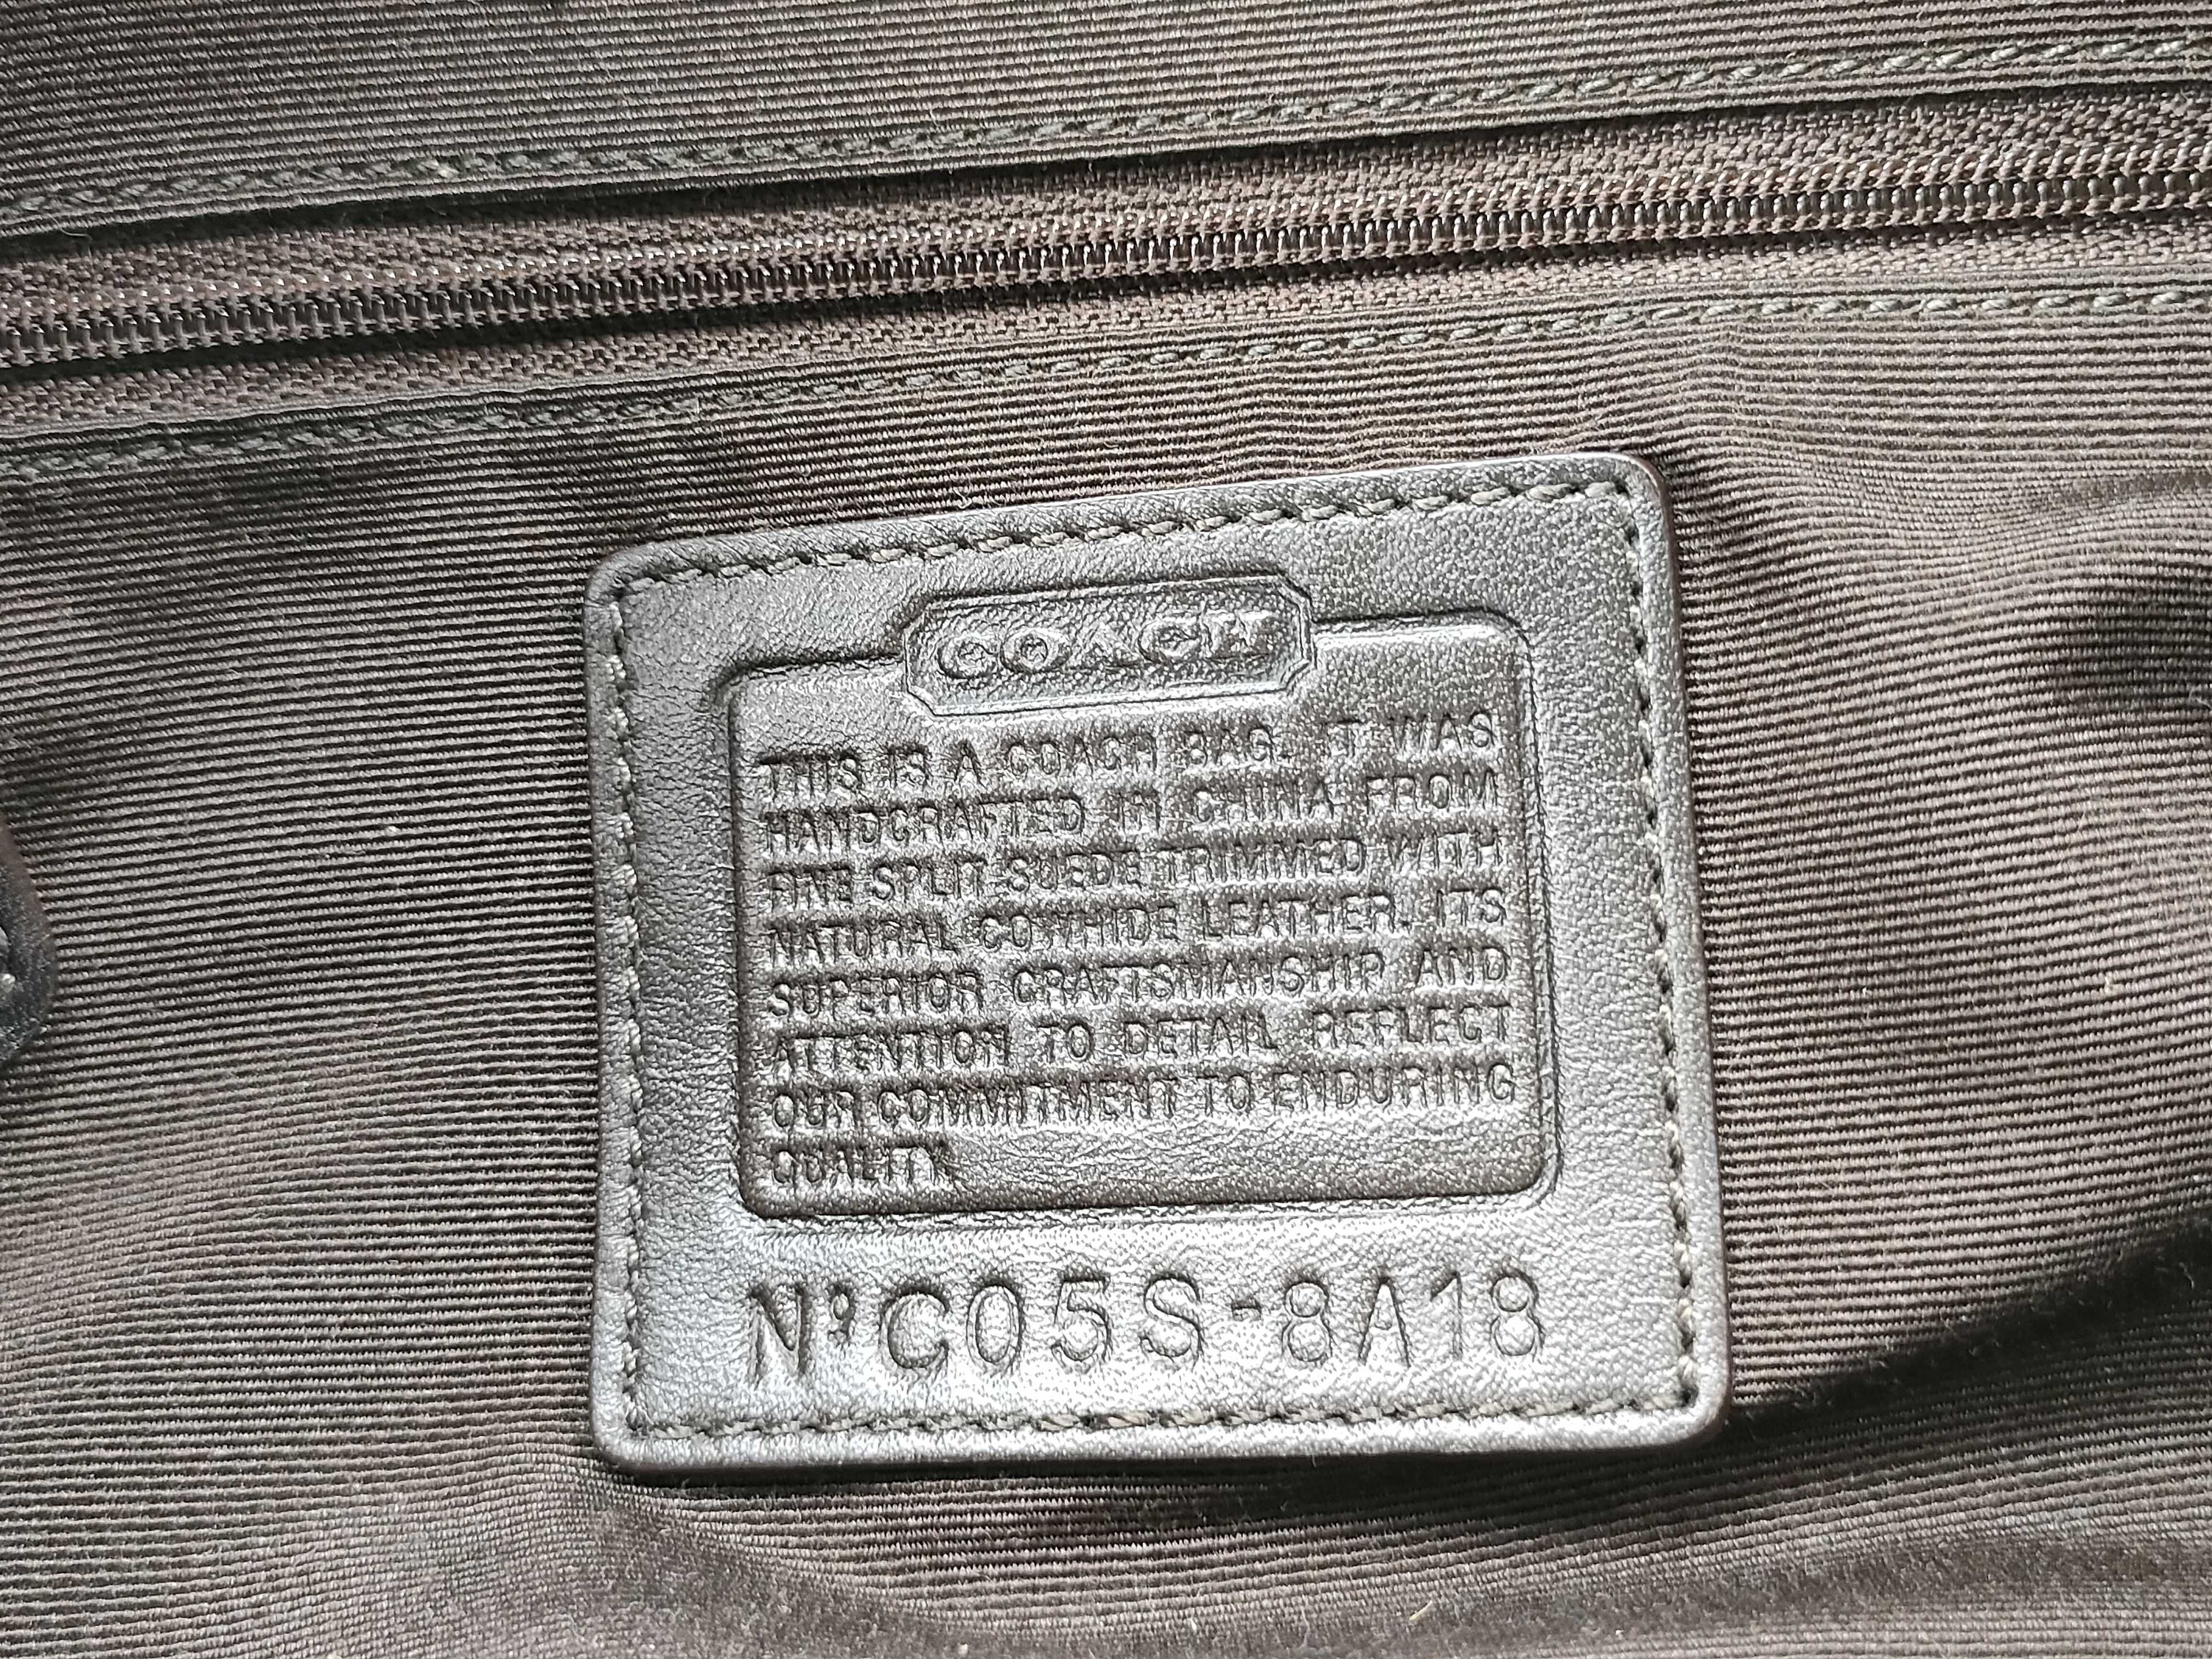 COACH
THIS IS A COACH BAG. IT WAS
HANDCRAFTED IN CHINA FROM
FINE SPLIT SUEDE TRIMMED WITH
NATURAL COWHIDE LEATHER. ITS
SUPERIOR CRAFTSMANSHIP AND
ATTENTION TO DETAIL REFLECT
OUR COMMITMENT TO ENDURING
QUALITY.
Nº C05S-8A18